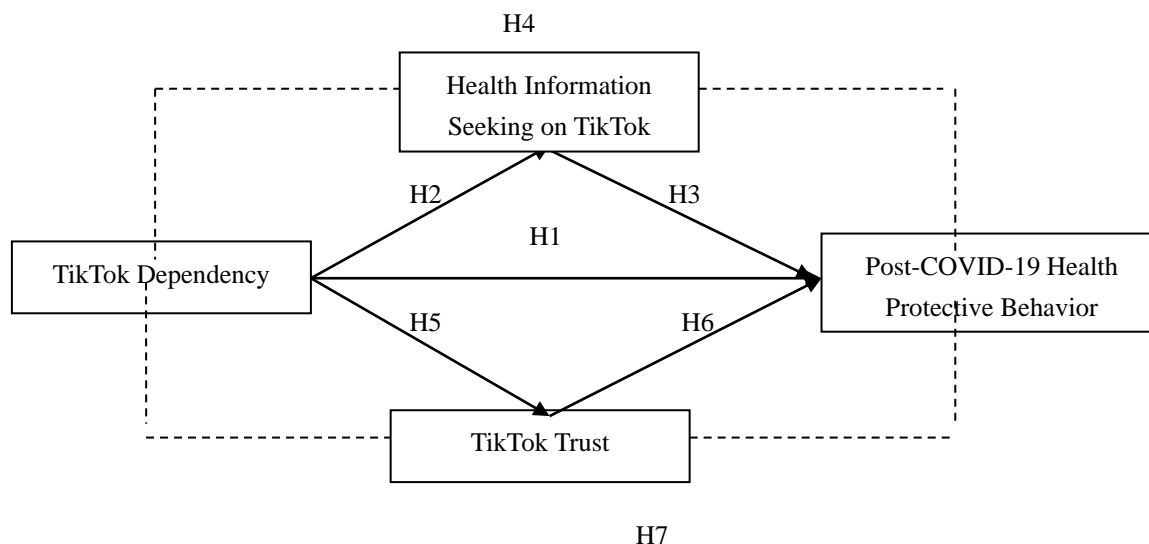 H4
Health Information
Seeking on TikTok
H2
H3
H1
TikTok Dependency
Post-COVID-19 Health
Protective Behavior
H5
H6
TikTok Trust
H7